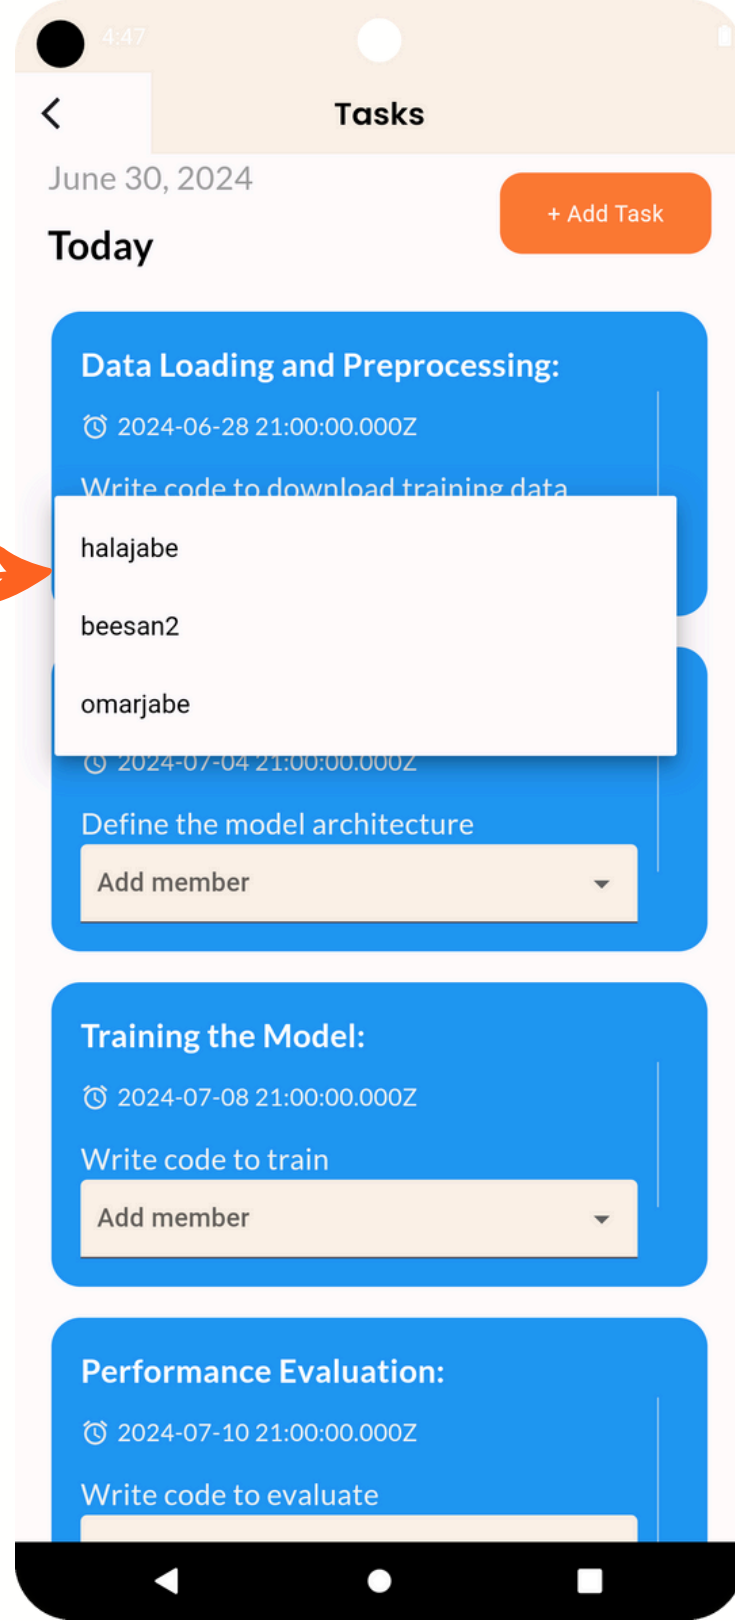 4:47
Tasks
June 30, 2024
+ Add Task
Today
Data Loading and Preprocessing:
2024-06-28 21:00:00.000Z
Write code to download training data
halajabe
beesan2
omarjabe
2024-07-04 21:00:00.000Z
Define the model architecture
Add member
Training the Model:
2024-07-08 21:00:00.000Z
Write code to train
Add member
Performance Evaluation:
2024-07-10 21:00:00.000Z
Write code to evaluate